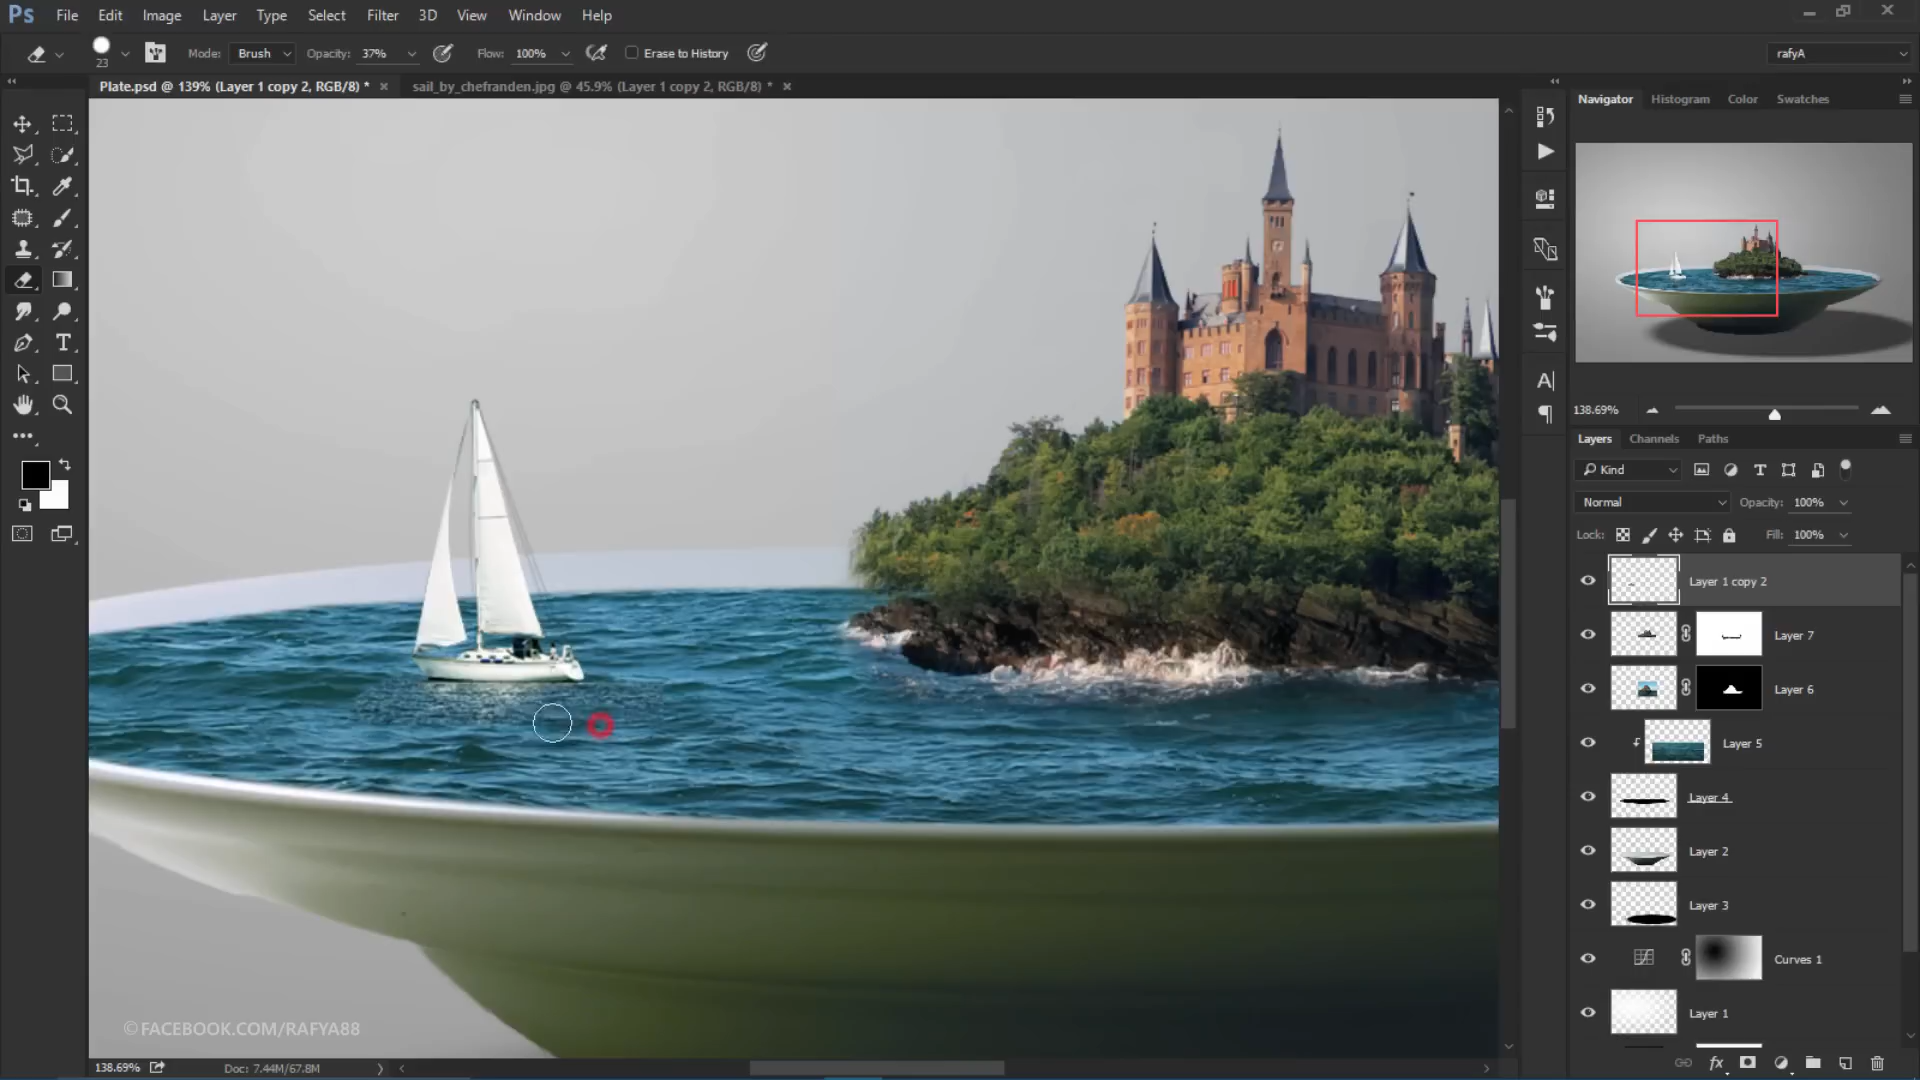 Ps File Edit Image Layer Type Select Filter 3D View Window Help
23 Mode: Brush Opacity: 37% Flow: 100% Erase to History rafyA
Plate.psd @ 139% (Layer 1 copy 2, RGB/8) * × sail_by_chefranden.jpg @ 45.9% (Layer 1 copy 2, RGB/8) * ×
Navigator Histogram Color Swatches
138.69%
Layers Channels Paths
Kind
Normal Opacity: 100%
Lock: Fill: 100%
Layer 1 copy 2
Layer 7
Layer 6
Layer 5
Layer 4
Layer 2
Layer 3
Curves 1
Layer 1
©FACEBOOK.COM/RAFYA88
138.69% Doc: 7.44M/67.8M
fx